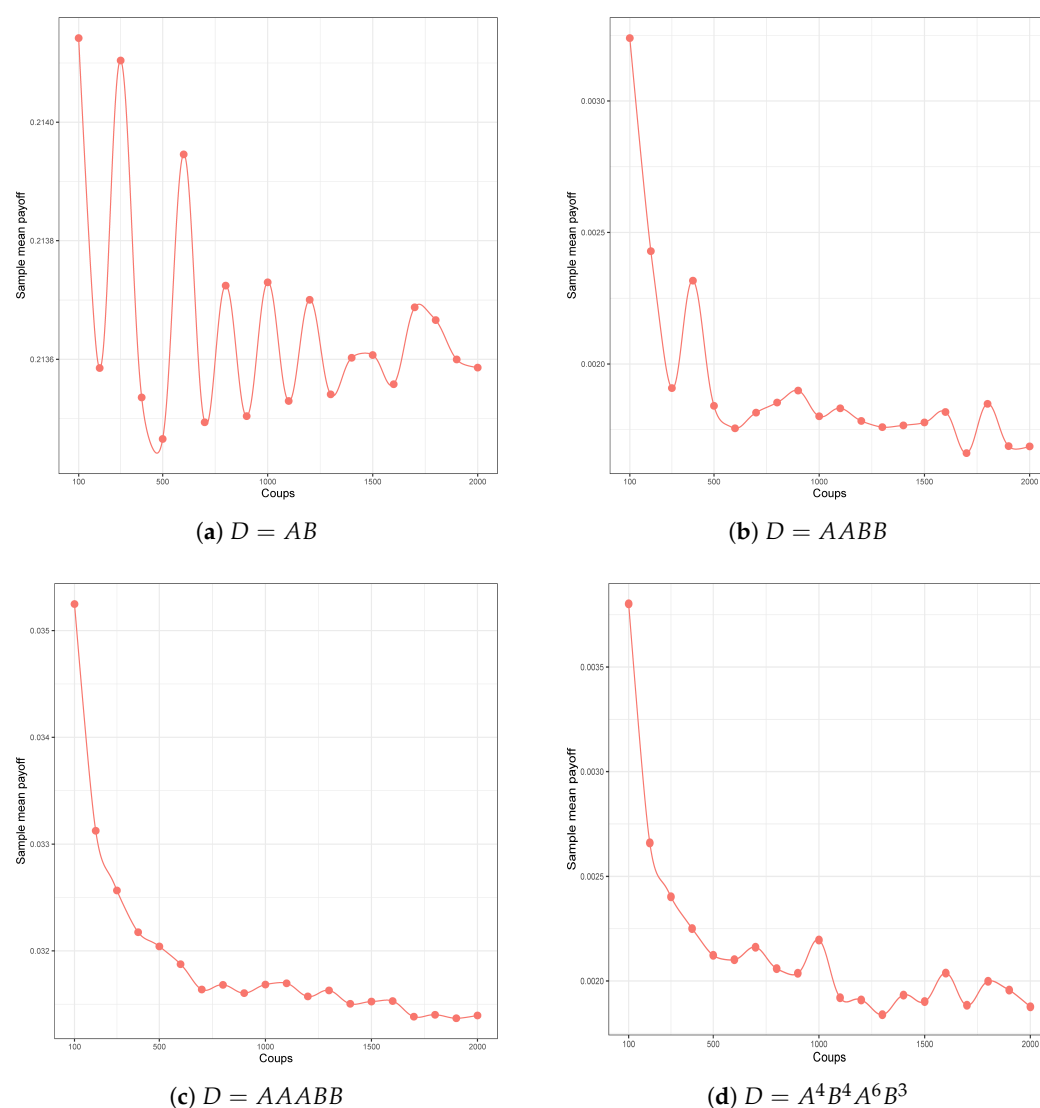 0.2140
0.2138
0.2136
Sample mean payoff
100 500 1000 1500 2000
Coups
(a) D = AB
0.0030
0.0025
0.0020
Sample mean payoff
100 500 1000 1500 2000
Coups
(b) D = AABB
0.035
0.034
0.033
0.032
Sample mean payoff
100 500 1000 1500 2000
Coups
(c) D = AAABB
0.0035
0.0030
0.0025
0.0020
Sample mean payoff
100 500 1000 1500 2000
Coups
(d) D = A⁴B⁴A⁶B³